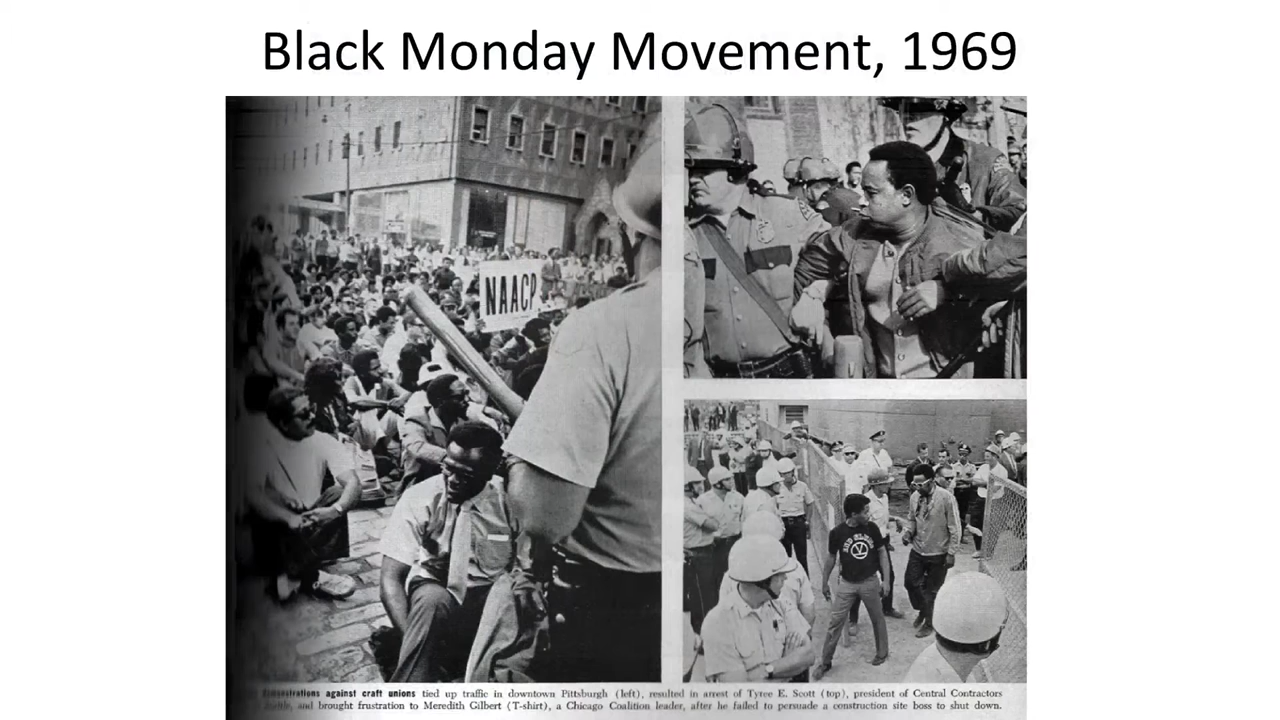 Black Monday Movement, 1969
NAACP
against craft unions tied up traffic in downtown Pittsburgh (left), resulted in arrest of Tyree E. Scott (top), president of Central Contractors
and brought frustration to Meredith Gilbert (T-shirt), a Chicago Coalition leader, after he failed to persuade a construction site boss to shut down.